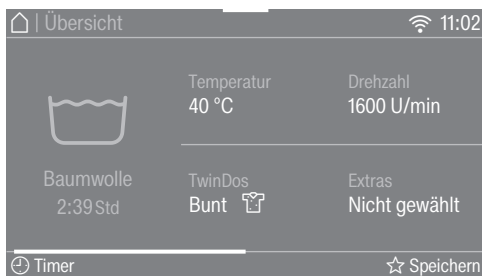 | Übersicht 11:02
Temperatur Drehzahl
40 °C 1600 U/min
Baumwolle
2:39 Std
TwinDos Extras
Bunt Nicht gewählt
Timer Speichern